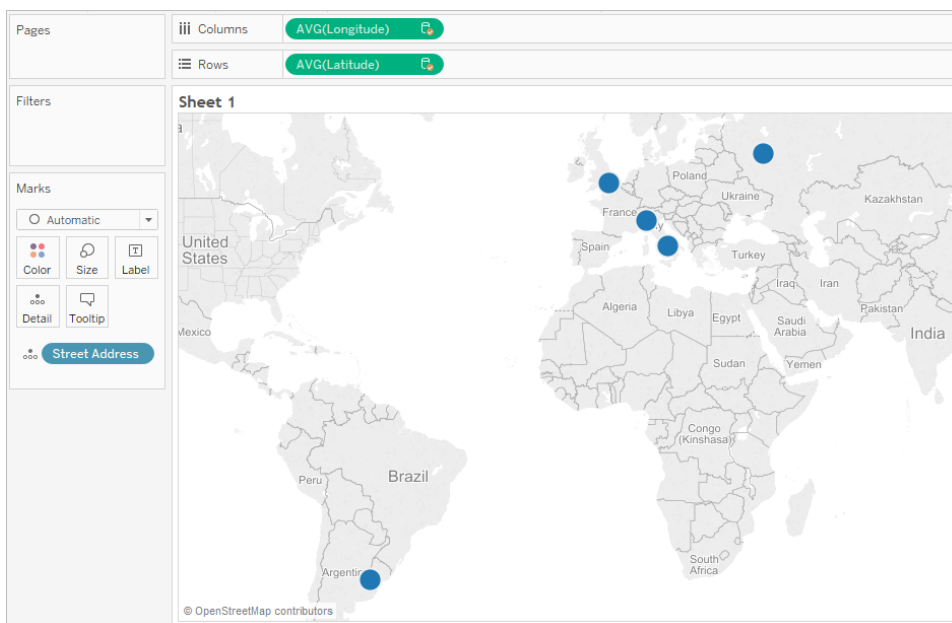 Pages
iii Columns
AVG(Longitude)
Rows
AVG(Latitude)
Filters
Sheet 1
Marks
Automatic
Color
Size
Label
Detail
Tooltip
Street Address
a
United
States
Mexico
Poland
Ukraine
Kazakhstan
France
y
Spain
Turkey
Iraq
Iran
Algeria
Libya
Egypt
Saudi
Arabia
Pakistan
India
Sudan
Yemen
Congo
(Kinshasa)
Peru
Brazil
South
Africa
Argentin
© OpenStreetMap contributors